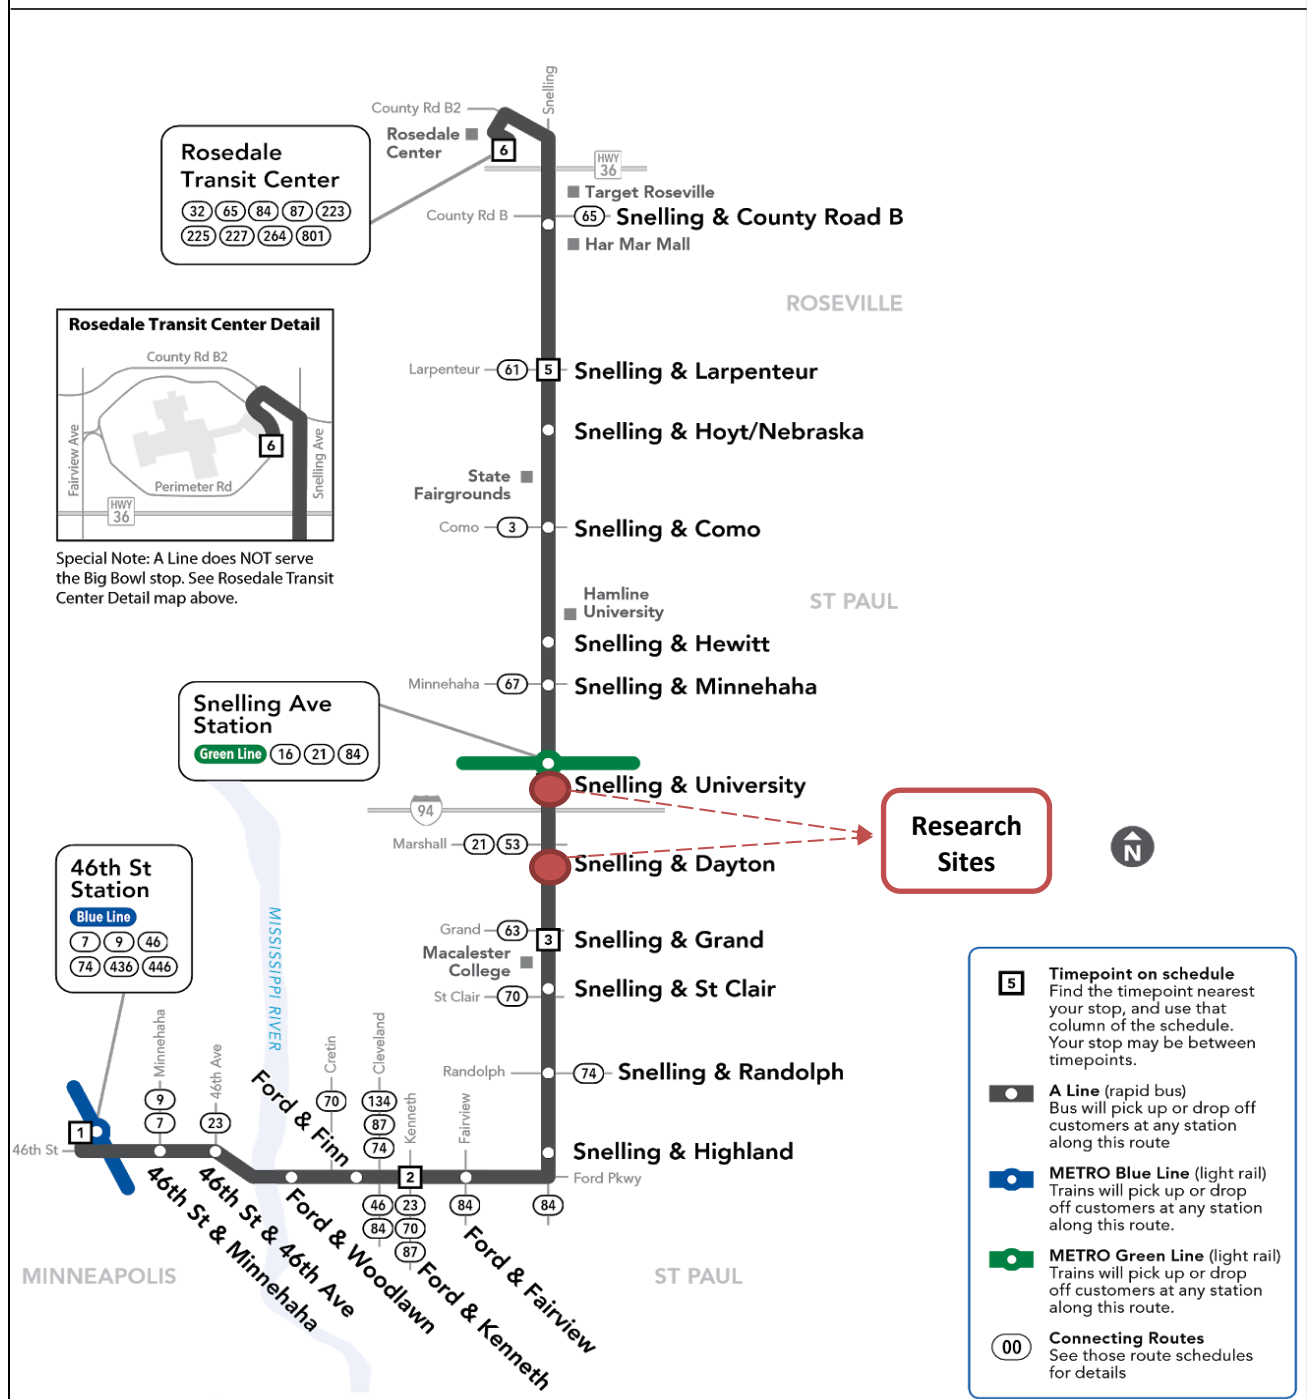 Snelling
County Rd B2
Rosedale
Center
6
HWY
36
Rosedale
Transit Center
32 65 84 87 223
225 227 264 801
Target Roseville
County Rd B
65 Snelling & County Road B
Har Mar Mall
ROSEVILLE
Rosedale Transit Center Detail
County Rd B2
Fairview Ave
6
Snelling Ave
Perimeter Rd
HWY
36
Special Note: A Line does NOT serve
the Big Bowl stop. See Rosedale Transit
Center Detail map above.
Larpenteur 61 5 Snelling & Larpenteur
Snelling & Hoyt/Nebraska
State
Fairgrounds
Como 3 Snelling & Como
Hamline
University
ST PAUL
Snelling & Hewitt
Minnehaha 67 Snelling & Minnehaha
Snelling Ave
Station
Green Line 16 21 84
Snelling & University
94
Marshall 21 53
Snelling & Dayton
Research
Sites
N
46th St
Station
Blue Line
7 9 46
74 436 446
MISSISSIPPI RIVER
Grand 63 3 Snelling & Grand
Macalester
College
St Clair 70 Snelling & St Clair
Randolph 74 Snelling & Randolph
Snelling & Highland
Ford Pkwy
84
46th St
1
Minnehaha
9
7
46th Ave
23
Cretin
70
Cleveland
134
87
74
Kenneth
2
Fairview
46
84
23
70
87
84
46th St & Minnehaha
46th St & 46th Ave
Ford & Woodlawn
Ford & Finn
Ford & Kenneth
Ford & Fairview
MINNEAPOLIS
ST PAUL
5
Timepoint on schedule
Find the timepoint nearest
your stop, and use that
column of the schedule.
Your stop may be between
timepoints.
A Line (rapid bus)
Bus will pick up or drop off
customers at any station
along this route
METRO Blue Line (light rail)
Trains will pick up or drop
off customers at any station
along this route.
METRO Green Line (light rail)
Trains will pick up or drop
off customers at any station
along this route.
00
Connecting Routes
See those route schedules
for details